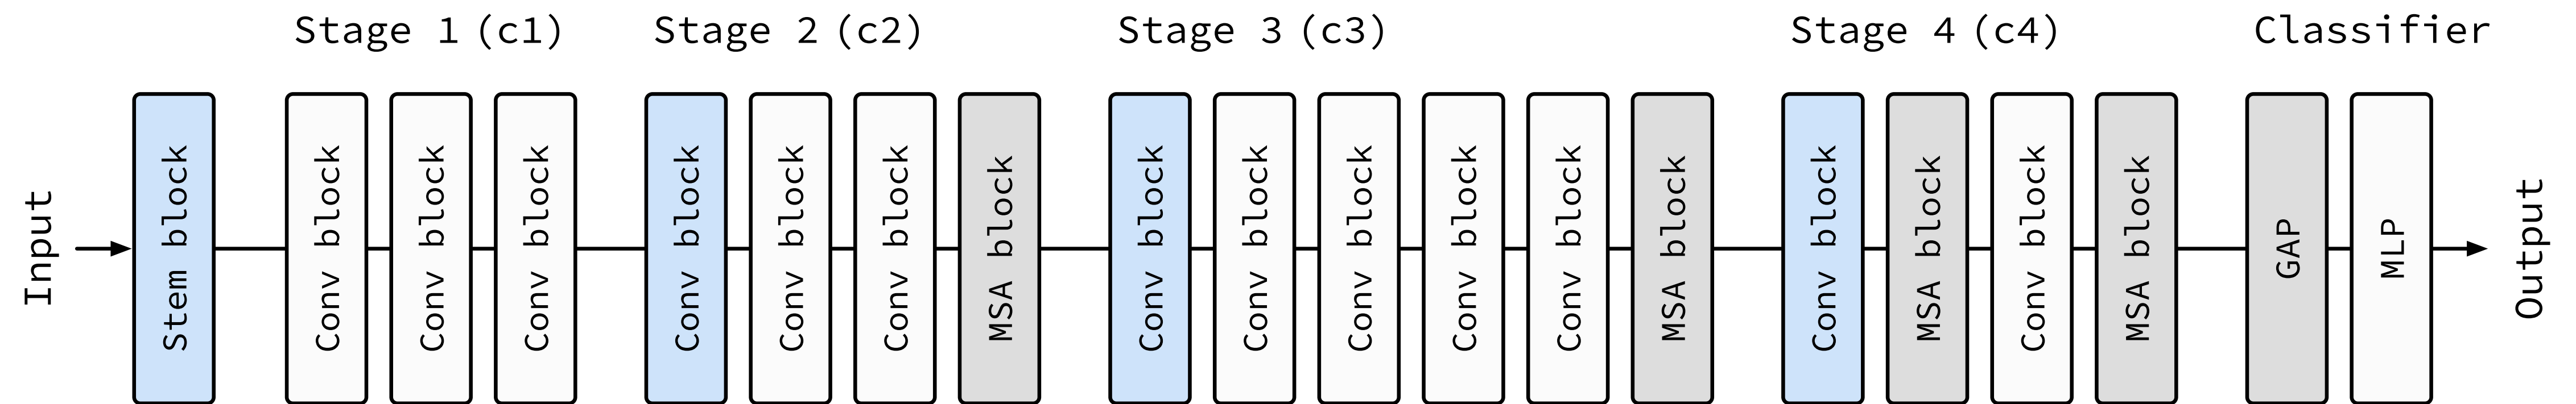 Stage 1 (c1)
Stage 2 (c2)
Stage 3 (c3)
Stage 4 (c4)
Classifier
Input
Stem block
Conv block
Conv block
Conv block
Conv block
Conv block
Conv block
MSA block
Conv block
Conv block
Conv block
Conv block
Conv block
MSA block
Conv block
MSA block
Conv block
MSA block
GAP
MLP
Output